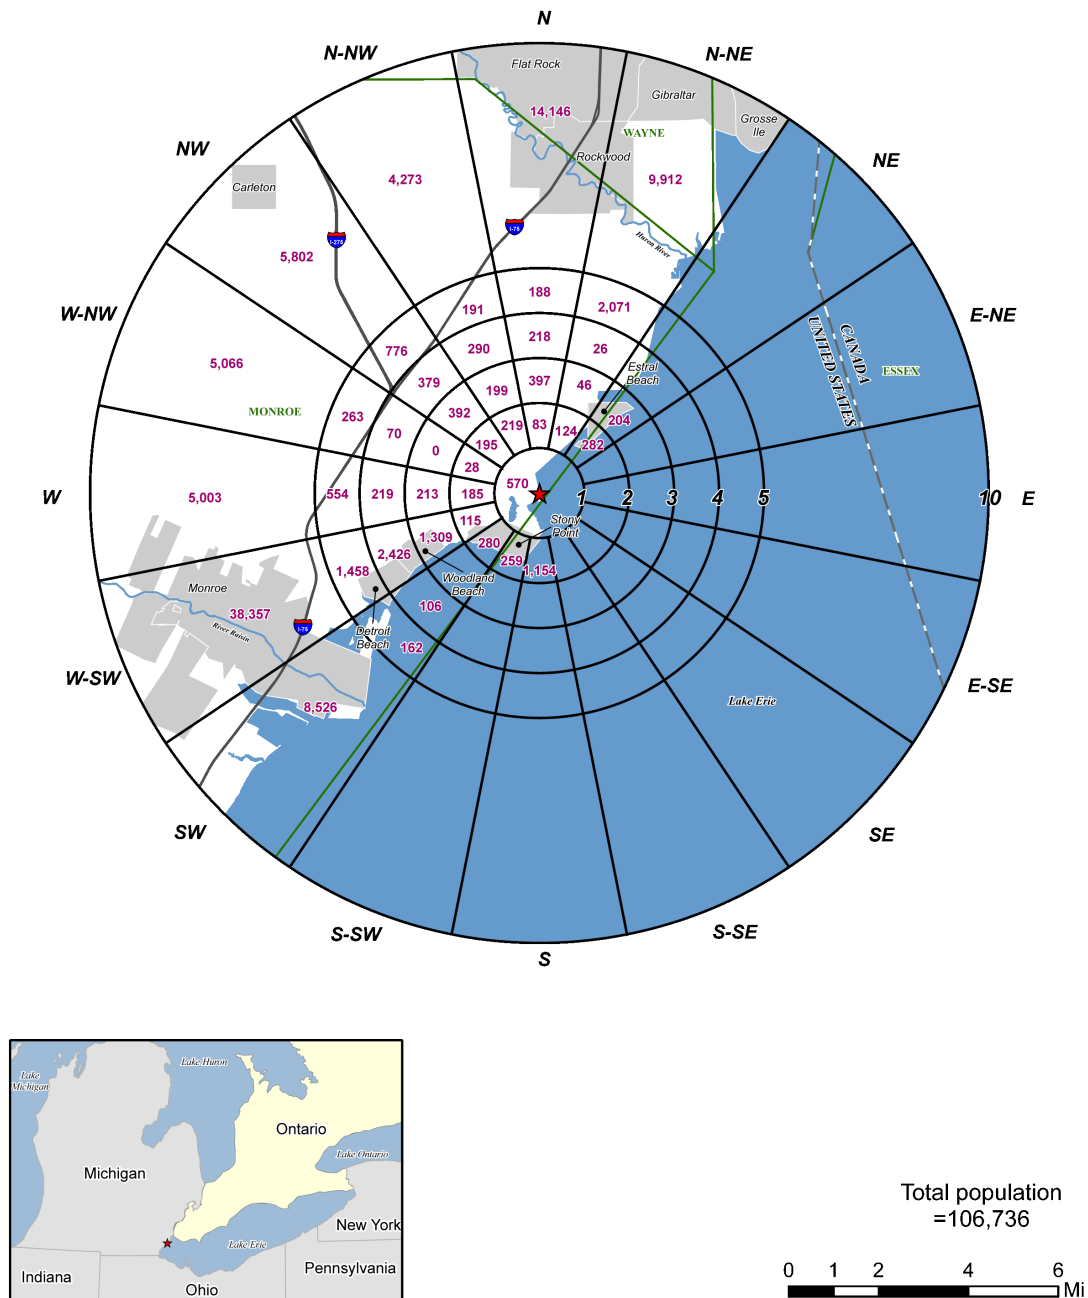 N
N-NW
N-NE
Flat Rock
Gibraltar
14,146
Grosse
Ile
WAYNE
NW
Rockwood
NE
4,273
9,912
Carleton
I-75
I-275
Huron River
5,802
188
191
2,071
W-NW
E-NE
CANADA
UNITED STATES
218
776
290
26
5,066
Estral
Beach
ESSEX
379
199
397
46
MONROE
263
392
70
219
83
124
204
195
282
0
28
570
W
5,003
554
219
213
185
1
2
3
4
5
10
E
115
Stony
Point
1,309
280
2,426
259
1,154
1,458
Woodland
Beach
Monroe
106
38,357
I-75
River Raisin
Detroit
Beach
162
W-SW
E-SE
8,526
Lake Erie
SW
SE
S-SW
S-SE
S
Lake Huron
Lake
Michigan
Ontario
Lake Ontario
Michigan
New York
Lake Erie
Pennsylvania
Indiana
Ohio
Total population
=106,736
0 1 2 4 6
Mi